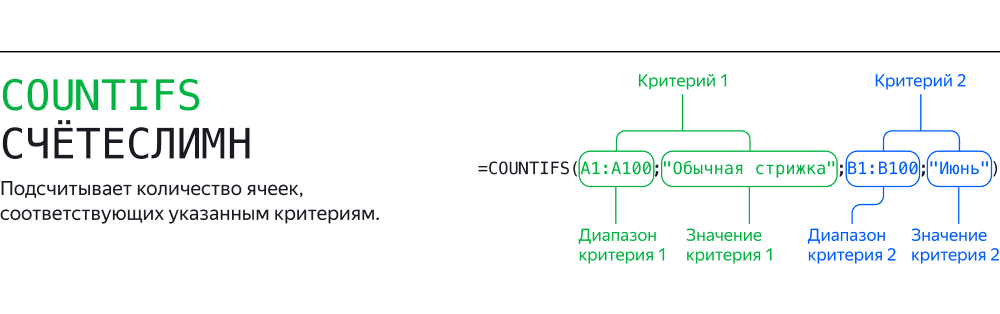 COUNTIFS
СЧЁТЕСЛИМН
Подсчитывает количество ячеек,
соответствующих указанным критериям.
Критерий 1
Критерий 2
=COUNTIFS(A1:A100;"Обычная стрижка";B1:B100;"Июнь")
Диапазон
критерия 1
Значение
критерия 1
Диапазон
критерия 2
Значение
критерия 2